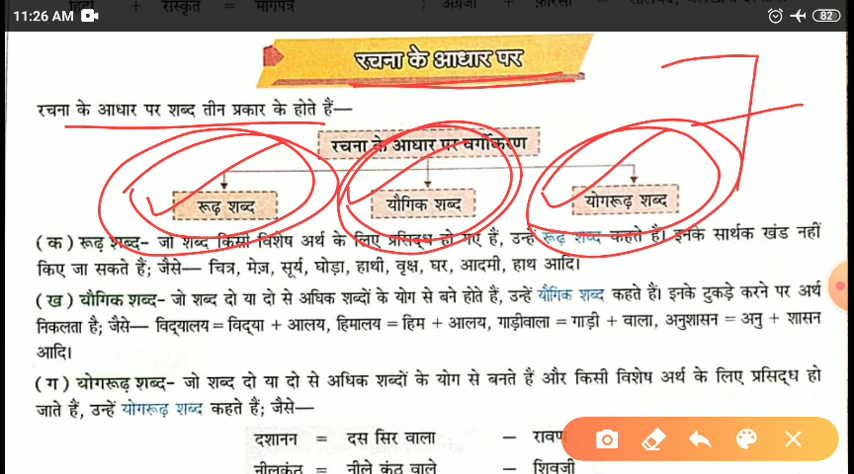 11:26 AM
82
+ संस्कृत =
रचना के आधार पर
रचना के आधार पर शब्द तीन प्रकार के होते हैं—
रचना के आधार पर वर्गीकरण
रूढ़ शब्द यौगिक शब्द योगरूढ़ शब्द
(क) रूढ़ शब्द– जो शब्द किसी विशेष अर्थ के लिए प्रसिद्ध हो गए हैं, उन्हें रूढ़ शब्द कहते हैं। इनके सार्थक खंड नहीं
किए जा सकते हैं; जैसे— चित्र, मेज़, सूर्य, घोड़ा, हाथी, वृक्ष, घर, आदमी, हाथ आदि।
(ख) यौगिक शब्द– जो शब्द दो या दो से अधिक शब्दों के योग से बने होते हैं, उन्हें यौगिक शब्द कहते हैं। इनके टुकड़े करने पर अर्थ
निकलता है; जैसे— विद्यालय = विद्या + आलय, हिमालय = हिम + आलय, गाड़ीवाला = गाड़ी + वाला, अनुशासन = अनु + शासन
आदि।
(ग) योगरूढ़ शब्द– जो शब्द दो या दो से अधिक शब्दों के योग से बनते हैं और किसी विशेष अर्थ के लिए प्रसिद्ध हो
जाते हैं, उन्हें योगरूढ़ शब्द कहते हैं; जैसे—
दशानन = दस सिर वाला – रावण
नीलकंठ = नीले कंठ वाले – शिवजी